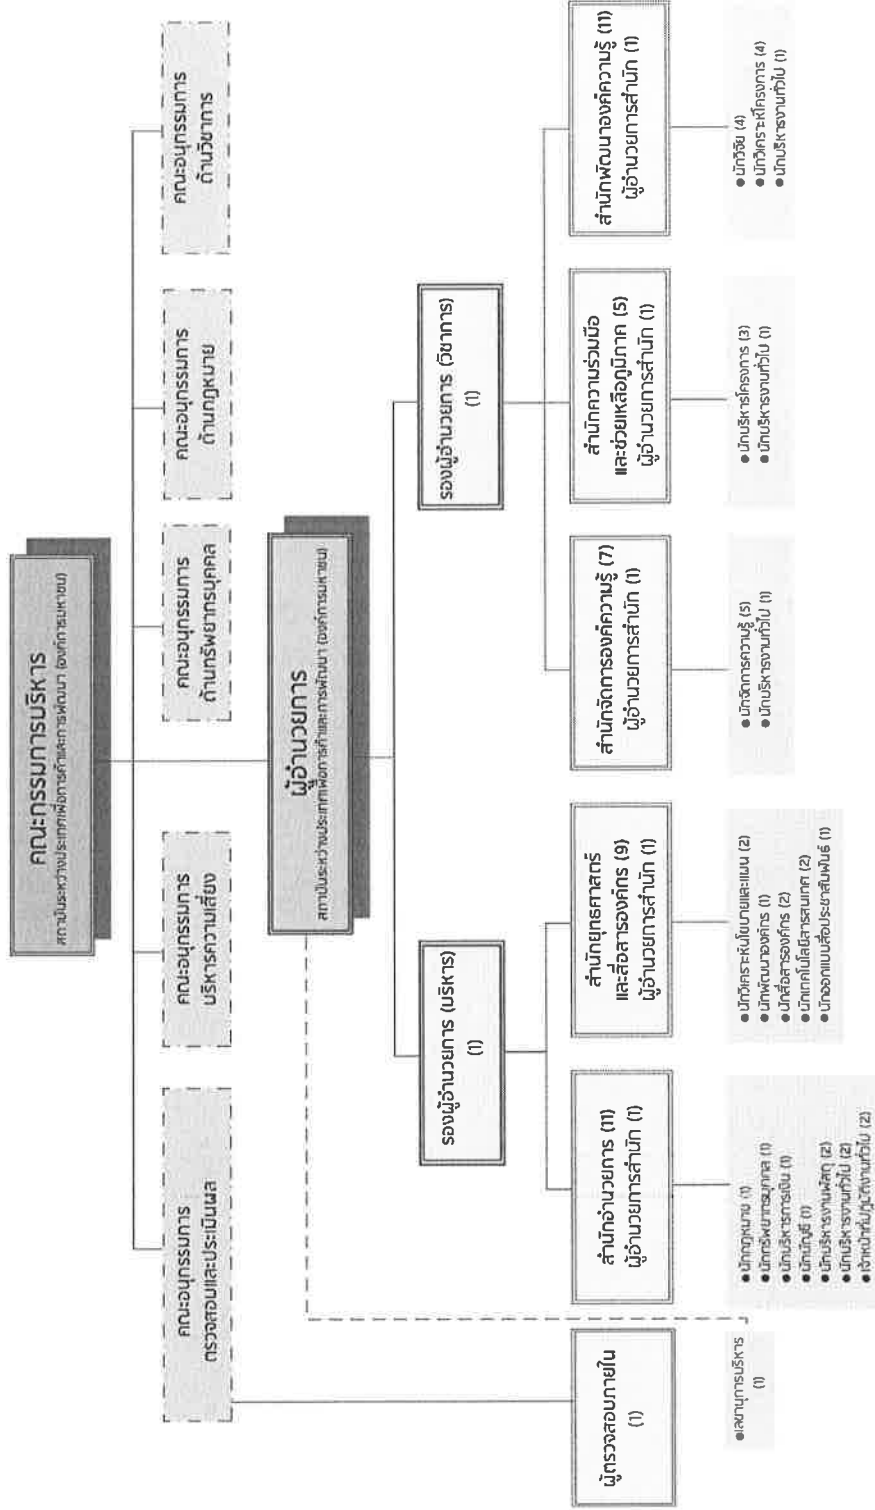 คณะกรรมการบริหาร
สถาบันระหว่างประเทศเพื่อการค้าและการพัฒนา (องค์การมหาชน)
คณะอนุกรรมการ
ตรวจสอบและประเมินผล
คณะอนุกรรมการ
บริหารความเสี่ยง
คณะอนุกรรมการ
ด้านทรัพยากรบุคคล
คณะอนุกรรมการ
ด้านกฎหมาย
คณะอนุกรรมการ
ด้านวิชาการ
ผู้อำนวยการ
สถาบันระหว่างประเทศเพื่อการค้าและการพัฒนา (องค์การมหาชน)
รองผู้อำนวยการ (บริหาร)
(1)
รองผู้อำนวยการ (วิชาการ)
(1)
ผู้ตรวจสอบภายใน
(1)
สำนักอำนวยการ (11)
ผู้อำนวยการสำนัก (1)
สำนักยุทธศาสตร์
และสื่อสารองค์กร (9)
ผู้อำนวยการสำนัก (1)
สำนักจัดการองค์ความรู้ (7)
ผู้อำนวยการสำนัก (1)
สำนักความร่วมมือ
และช่วยเหลือภูมิภาค (5)
ผู้อำนวยการสำนัก (1)
สำนักพัฒนาองค์ความรู้ (11)
ผู้อำนวยการสำนัก (1)
●เลขานุการบริหาร
(1)
●นักกฎหมาย (1)
●นักทรัพยากรบุคคล (1)
●นักบริหารการเงิน (1)
●นักบัญชี (1)
●นักบริหารงานพัสดุ (2)
●นักบริหารงานทั่วไป (2)
●เจ้าหน้าที่ปฏิบัติงานทั่วไป (2)
●นักวิเคราะห์นโยบายและแผน (2)
●นักพัฒนาองค์กร (1)
●นักสื่อสารองค์กร (2)
●นักเทคโนโลยีสารสนเทศ (2)
●นักออกแบบสื่อประชาสัมพันธ์ (1)
●นักจัดการความรู้ (5)
●นักบริหารงานทั่วไป (1)
●นักบริหารโครงการ (3)
●นักบริหารงานทั่วไป (1)
●นักวิจัย (4)
●นักวิเคราะห์โครงการ (4)
●นักบริหารงานทั่วไป (1)